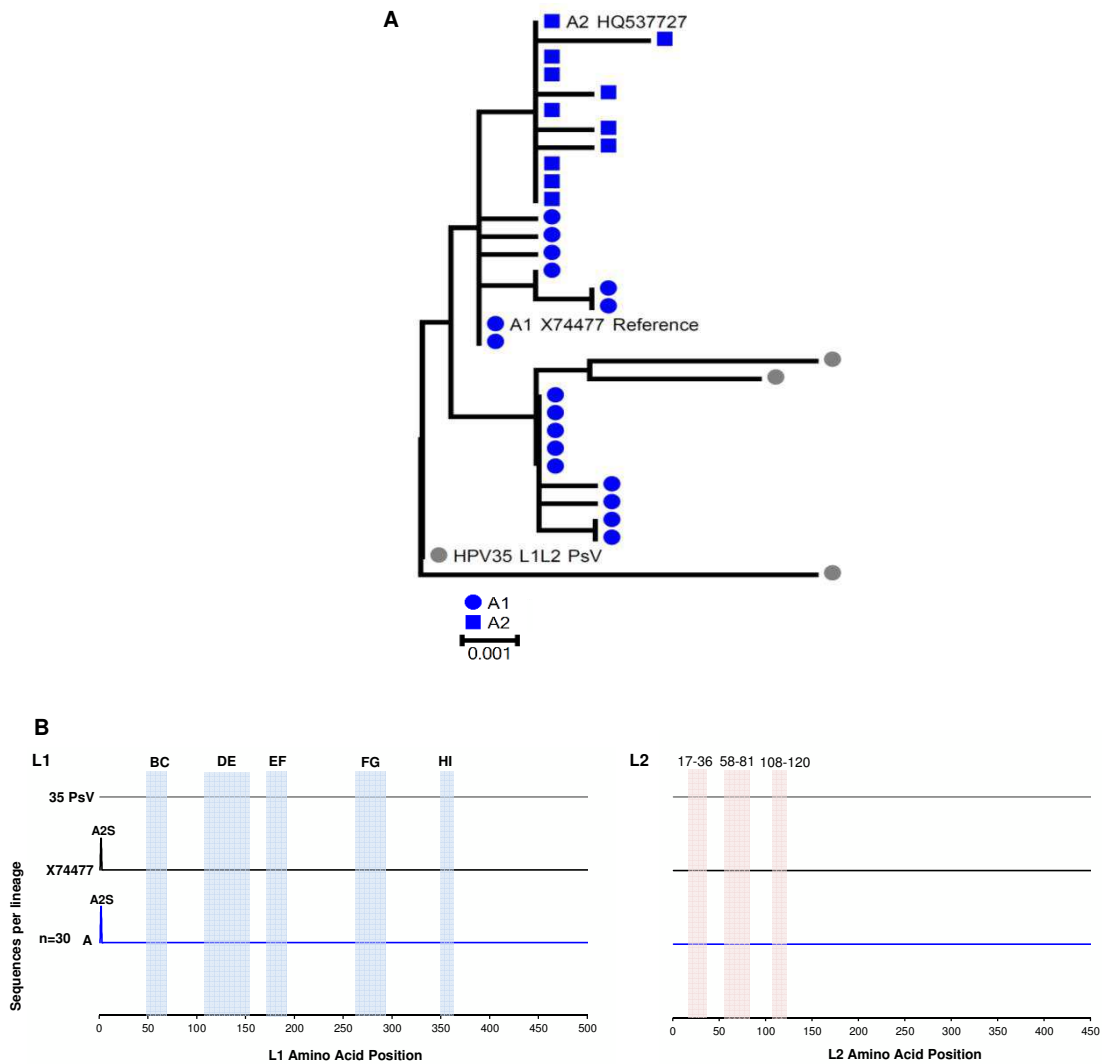 A
A2 HQ537727
A1 X74477 Reference
HPV35 L1L2 PsV
A1
A2
0.001
B
L1 BC DE EF FG HI
35 PsV
A2S
X74477
A2S
n=30 A
Sequences per lineage
0 50 100 150 200 250 300 350 400 450 500
L1 Amino Acid Position
L2 17-36 58-81 108-120
0 50 100 150 200 250 300 350 400 450
L2 Amino Acid Position